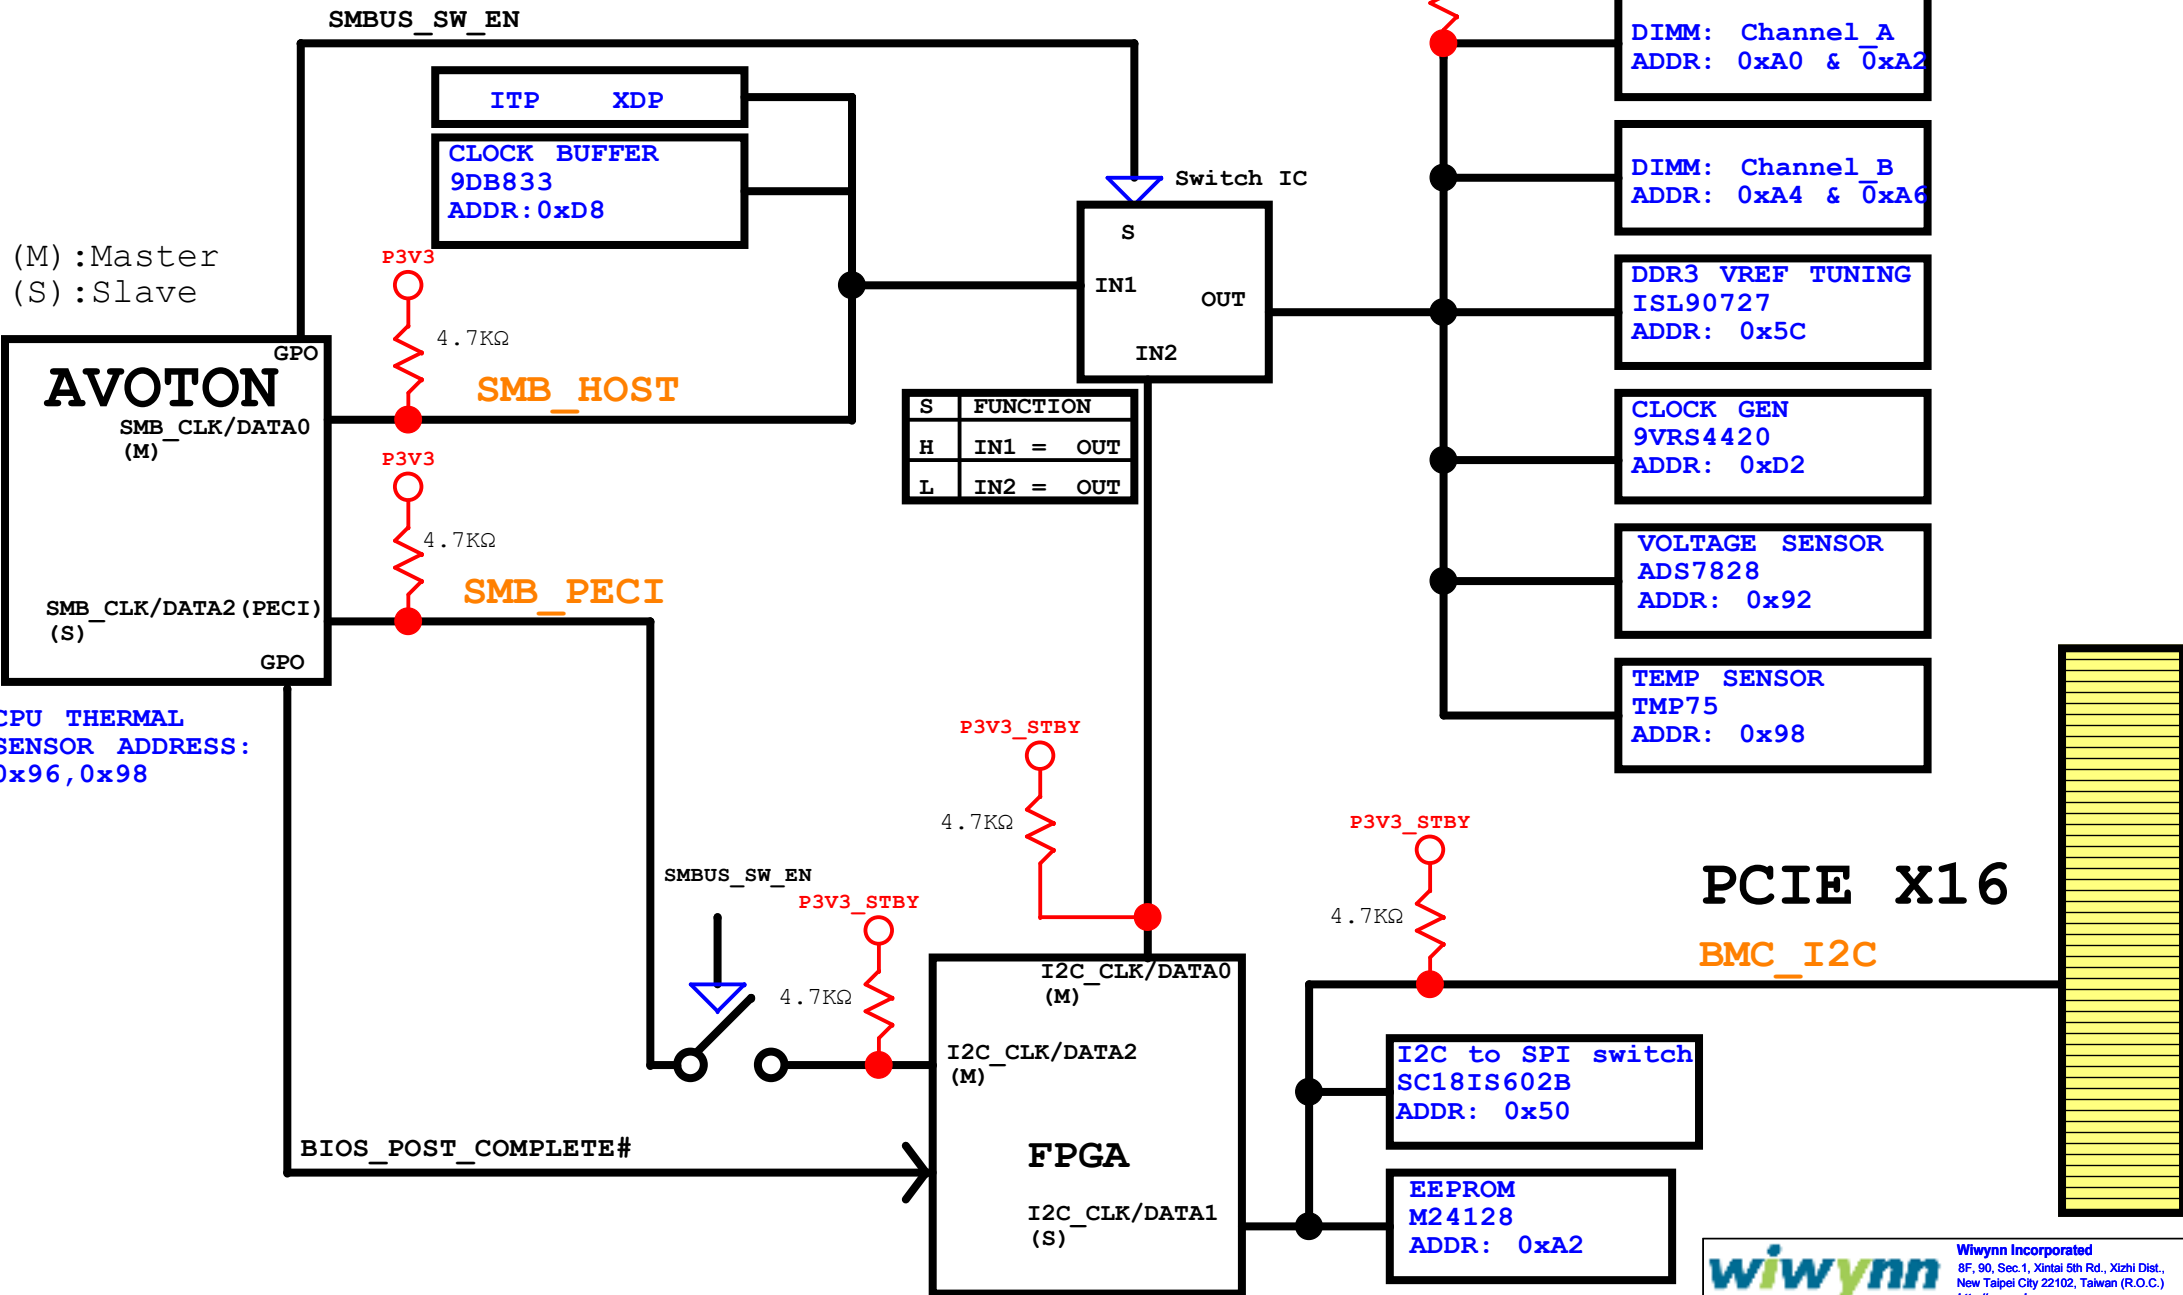 SMBUS_SW_EN
ITP XDP
CLOCK BUFFER
9DB833
ADDR:0xD8
(M):Master
(S):Slave
P3V3
4.7KΩ
SMB_HOST
GPO
AVOTON
SMB_CLK/DATA0
(M)
P3V3
4.7KΩ
SMB_PECI
SMB_CLK/DATA2(PECI)
(S)
GPO
CPU THERMAL
SENSOR ADDRESS:
0x96,0x98
Switch IC
S
IN1
OUT
IN2
S FUNCTION
H IN1 = OUT
L IN2 = OUT
DIMM: Channel_A
ADDR: 0xA0 & 0xA2
DIMM: Channel_B
ADDR: 0xA4 & 0xA6
DDR3 VREF TUNING
ISL90727
ADDR: 0x5C
CLOCK GEN
9VRS4420
ADDR: 0xD2
VOLTAGE SENSOR
ADS7828
ADDR: 0x92
TEMP SENSOR
TMP75
ADDR: 0x98
P3V3_STBY
4.7KΩ
SMBUS_SW_EN
P3V3_STBY
4.7KΩ
P3V3_STBY
4.7KΩ
PCIE X16
BMC_I2C
I2C_CLK/DATA0
(M)
I2C_CLK/DATA2
(M)
FPGA
I2C_CLK/DATA1
(S)
BIOS_POST_COMPLETE#
I2C to SPI switch
SC18IS602B
ADDR: 0x50
EEPROM
M24128
ADDR: 0xA2
wiwynn
Wiwynn Incorporated
8F, 90, Sec.1, Xintai 5th Rd., Xizhi Dist.,
New Taipei City 22102, Taiwan (R.O.C.)